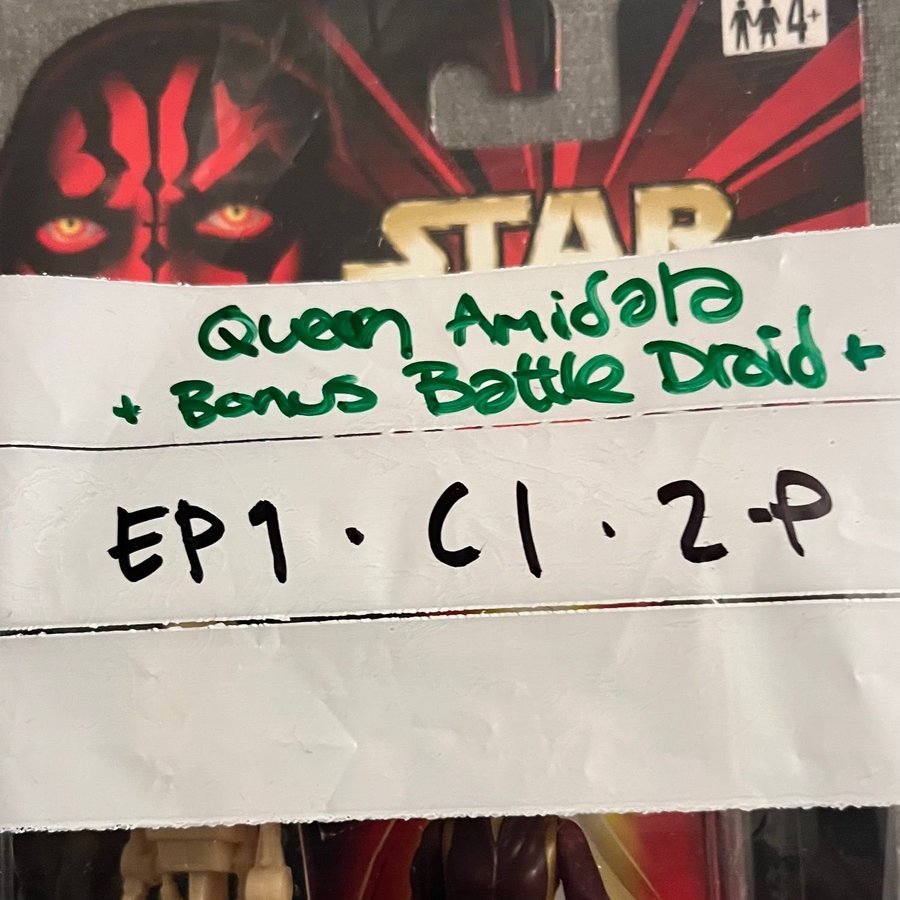 4+
STAR
Queen Amidala
+ Bonus Battle Droid +
EP1 · C1 · 2-P